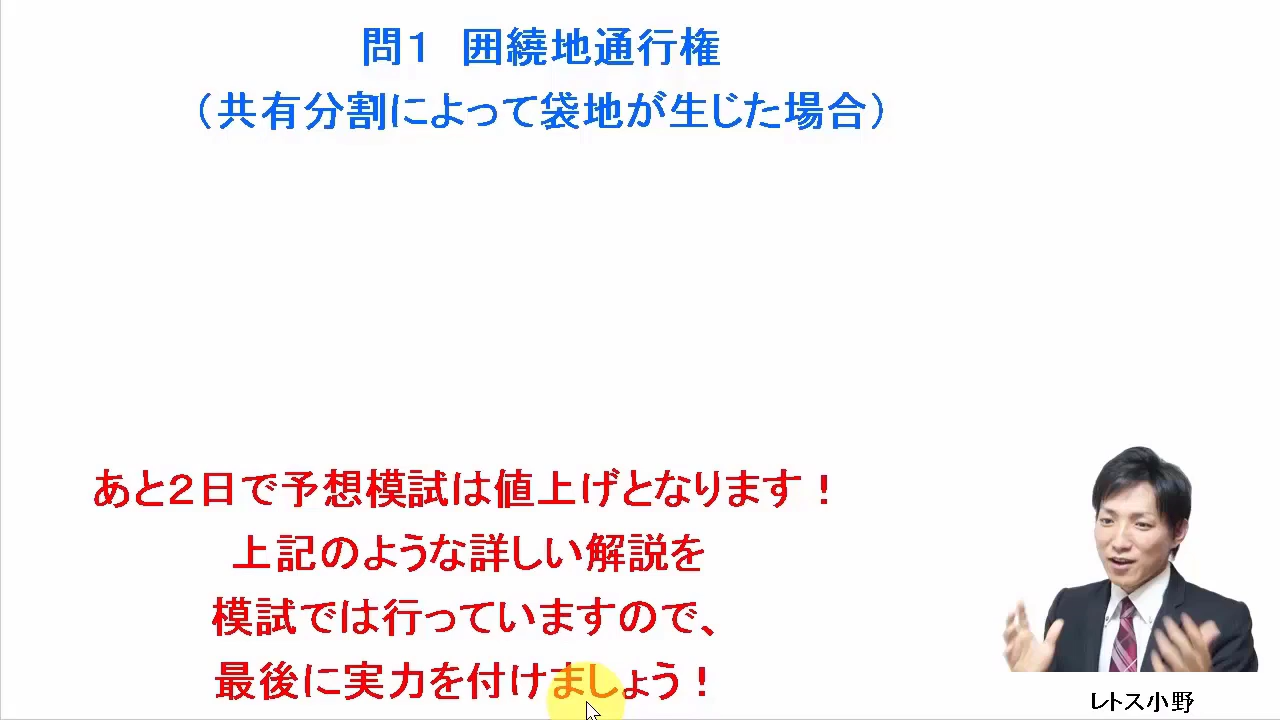 問１　囲繞地通行権
（共有分割によって袋地が生じた場合）
あと２日で予想模試は値上げとなります！
上記のような詳しい解説を
模試では行っていますので、
最後に実力を付けましょう！
レトス小野